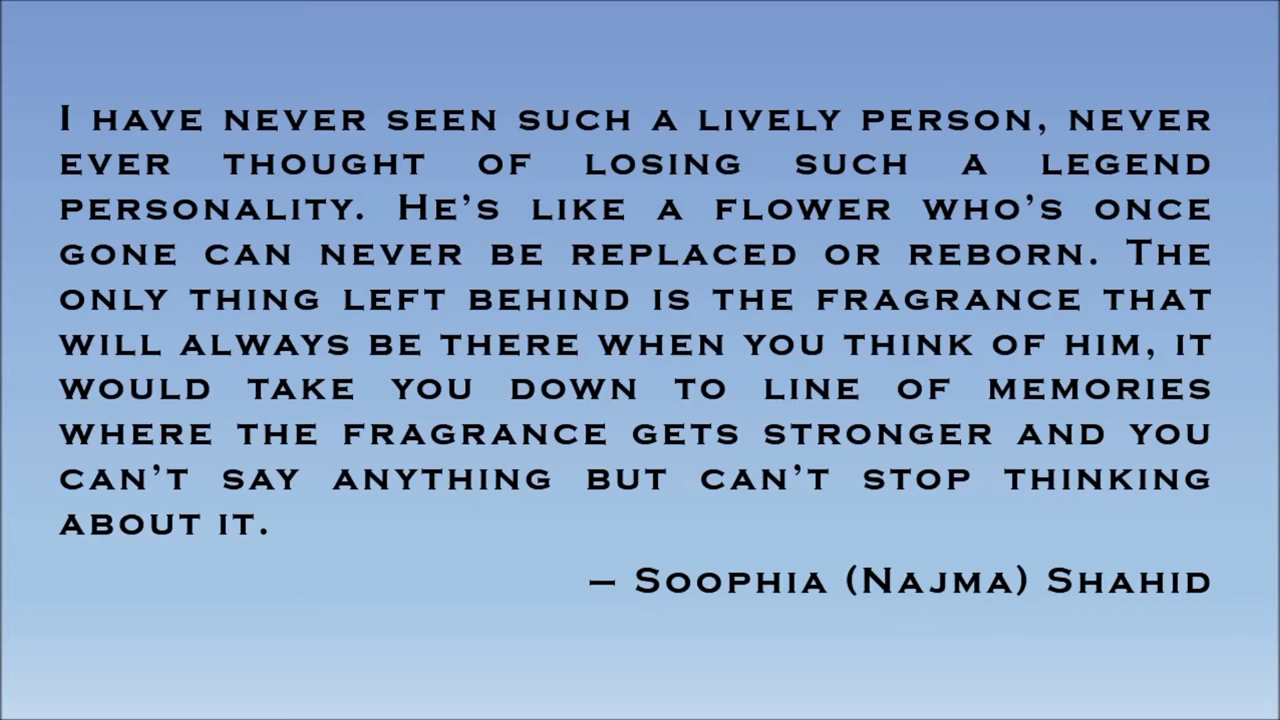 I HAVE NEVER SEEN SUCH A LIVELY PERSON, NEVER
EVER THOUGHT OF LOSING SUCH A LEGEND
PERSONALITY. HE’S LIKE A FLOWER WHO’S ONCE
GONE CAN NEVER BE REPLACED OR REBORN. THE
ONLY THING LEFT BEHIND IS THE FRAGRANCE THAT
WILL ALWAYS BE THERE WHEN YOU THINK OF HIM, IT
WOULD TAKE YOU DOWN TO LINE OF MEMORIES
WHERE THE FRAGRANCE GETS STRONGER AND YOU
CAN’T SAY ANYTHING BUT CAN’T STOP THINKING
ABOUT IT.
– SOOPHIA (NAJMA) SHAHID